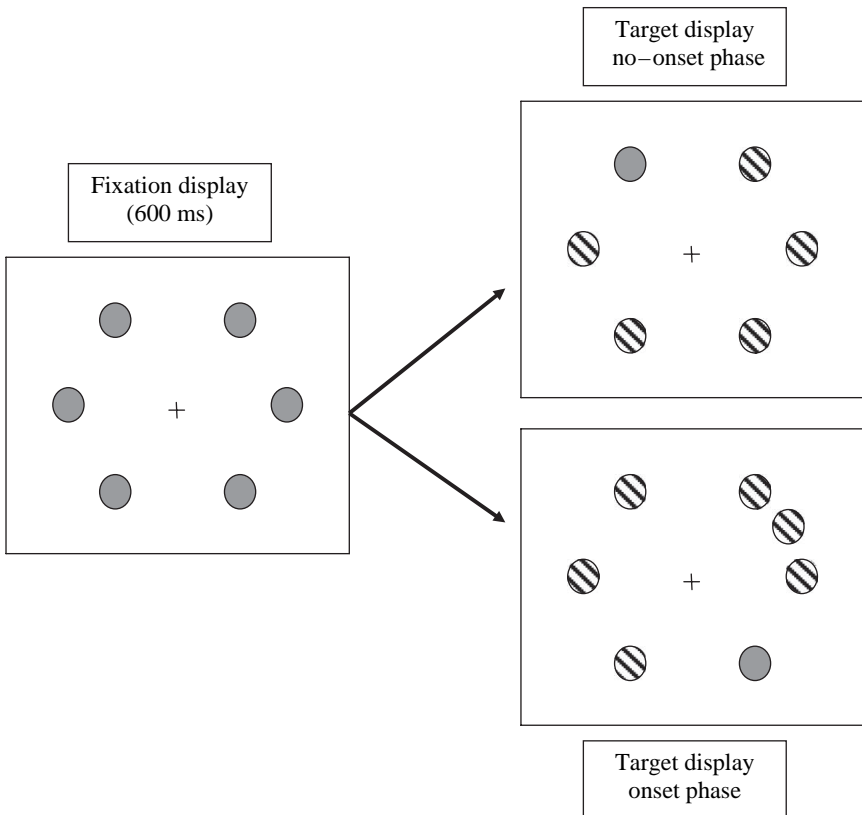 Target display
no–onset phase
Fixation display
(600 ms)
Target display
onset phase